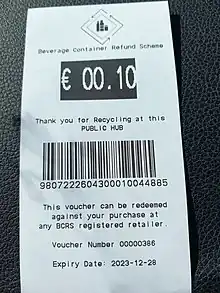 Beverage Container Refund Scheme
€ 00.10
Thank you for Recycling at this
PUBLIC HUB
9807222604300010044885
This voucher can be redeemed
against your purchase at
any BCRS registered retailer.
Voucher Number 00000386
Expiry Date: 2023-12-28